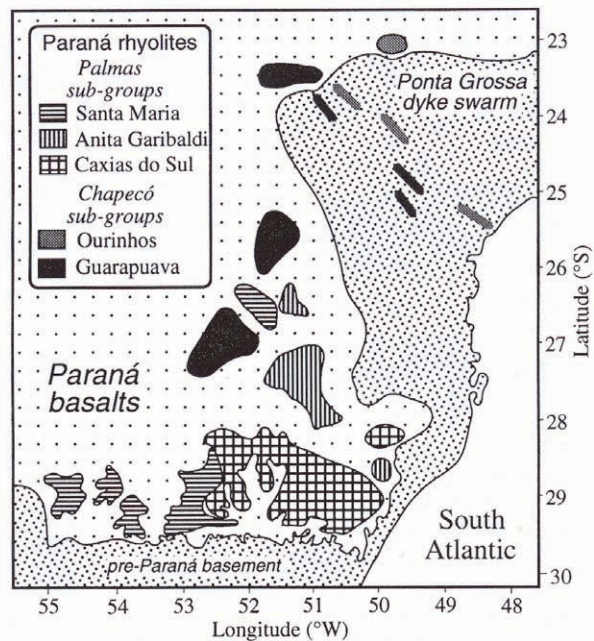 Paraná rhyolites
Palmas
sub-groups
Santa Maria
Anita Garibaldi
Caxias do Sul
Chapecó
sub-groups
Ourinhos
Guarapuava
Ponta Grossa
dyke swarm
Paraná
basalts
South
Atlantic
pre-Paraná basement
23
24
25
26
27
28
29
30
Latitude (°S)
55 54 53 52 51 50 49 48
Longitude (°W)